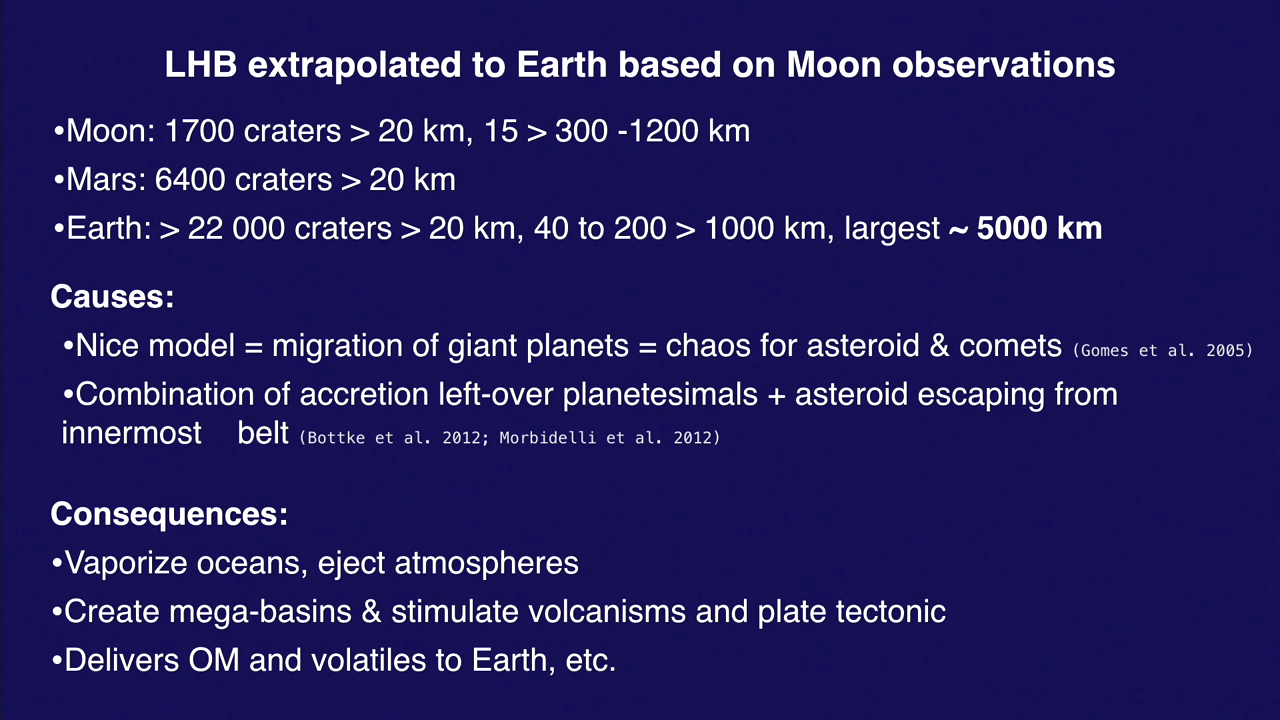 LHB extrapolated to Earth based on Moon observations
•Moon: 1700 craters > 20 km, 15 > 300 -1200 km
•Mars: 6400 craters > 20 km
•Earth: > 22 000 craters > 20 km, 40 to 200 > 1000 km, largest ~ 5000 km
Causes:
•Nice model = migration of giant planets = chaos for asteroid & comets (Gomes et al. 2005)
•Combination of accretion left-over planetesimals + asteroid escaping from
innermost belt (Bottke et al. 2012; Morbidelli et al. 2012)
Consequences:
•Vaporize oceans, eject atmospheres
•Create mega-basins & stimulate volcanisms and plate tectonic
•Delivers OM and volatiles to Earth, etc.